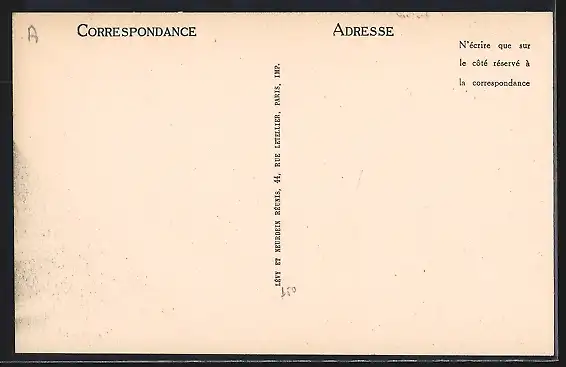 A
CORRESPONDANCE
ADRESSE
N'écrire que sur
le côté réservé à
la correspondance
LÉVY ET NEURDEIN RÉUNIS, 44, RUE LETELLIER, PARIS, IMP.